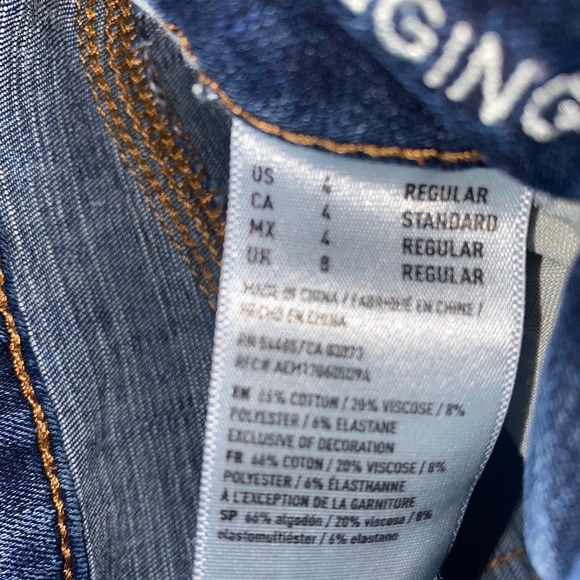 GING
US 4 REGULAR
CA 4 STANDARD
MX 4 REGULAR
UK 8 REGULAR
MADE IN CHINA / FABRIQUÉ EN CHINE /
HECHO EN CHINA
RN 54485/CA 03273
RFC# AEM170605
EN 66% COTTON / 20% VISCOSE / 8%
POLYESTER / 6% ELASTANE
EXCLUSIVE OF DECORATION
FR 66% COTON / 20% VISCOSE / 8%
POLYESTER / 6% ÉLASTHANNE
À L'EXCEPTION DE LA GARNITURE
SP 66% algodón / 20% viscosa / 8%
elastomultiéster / 6% elastano